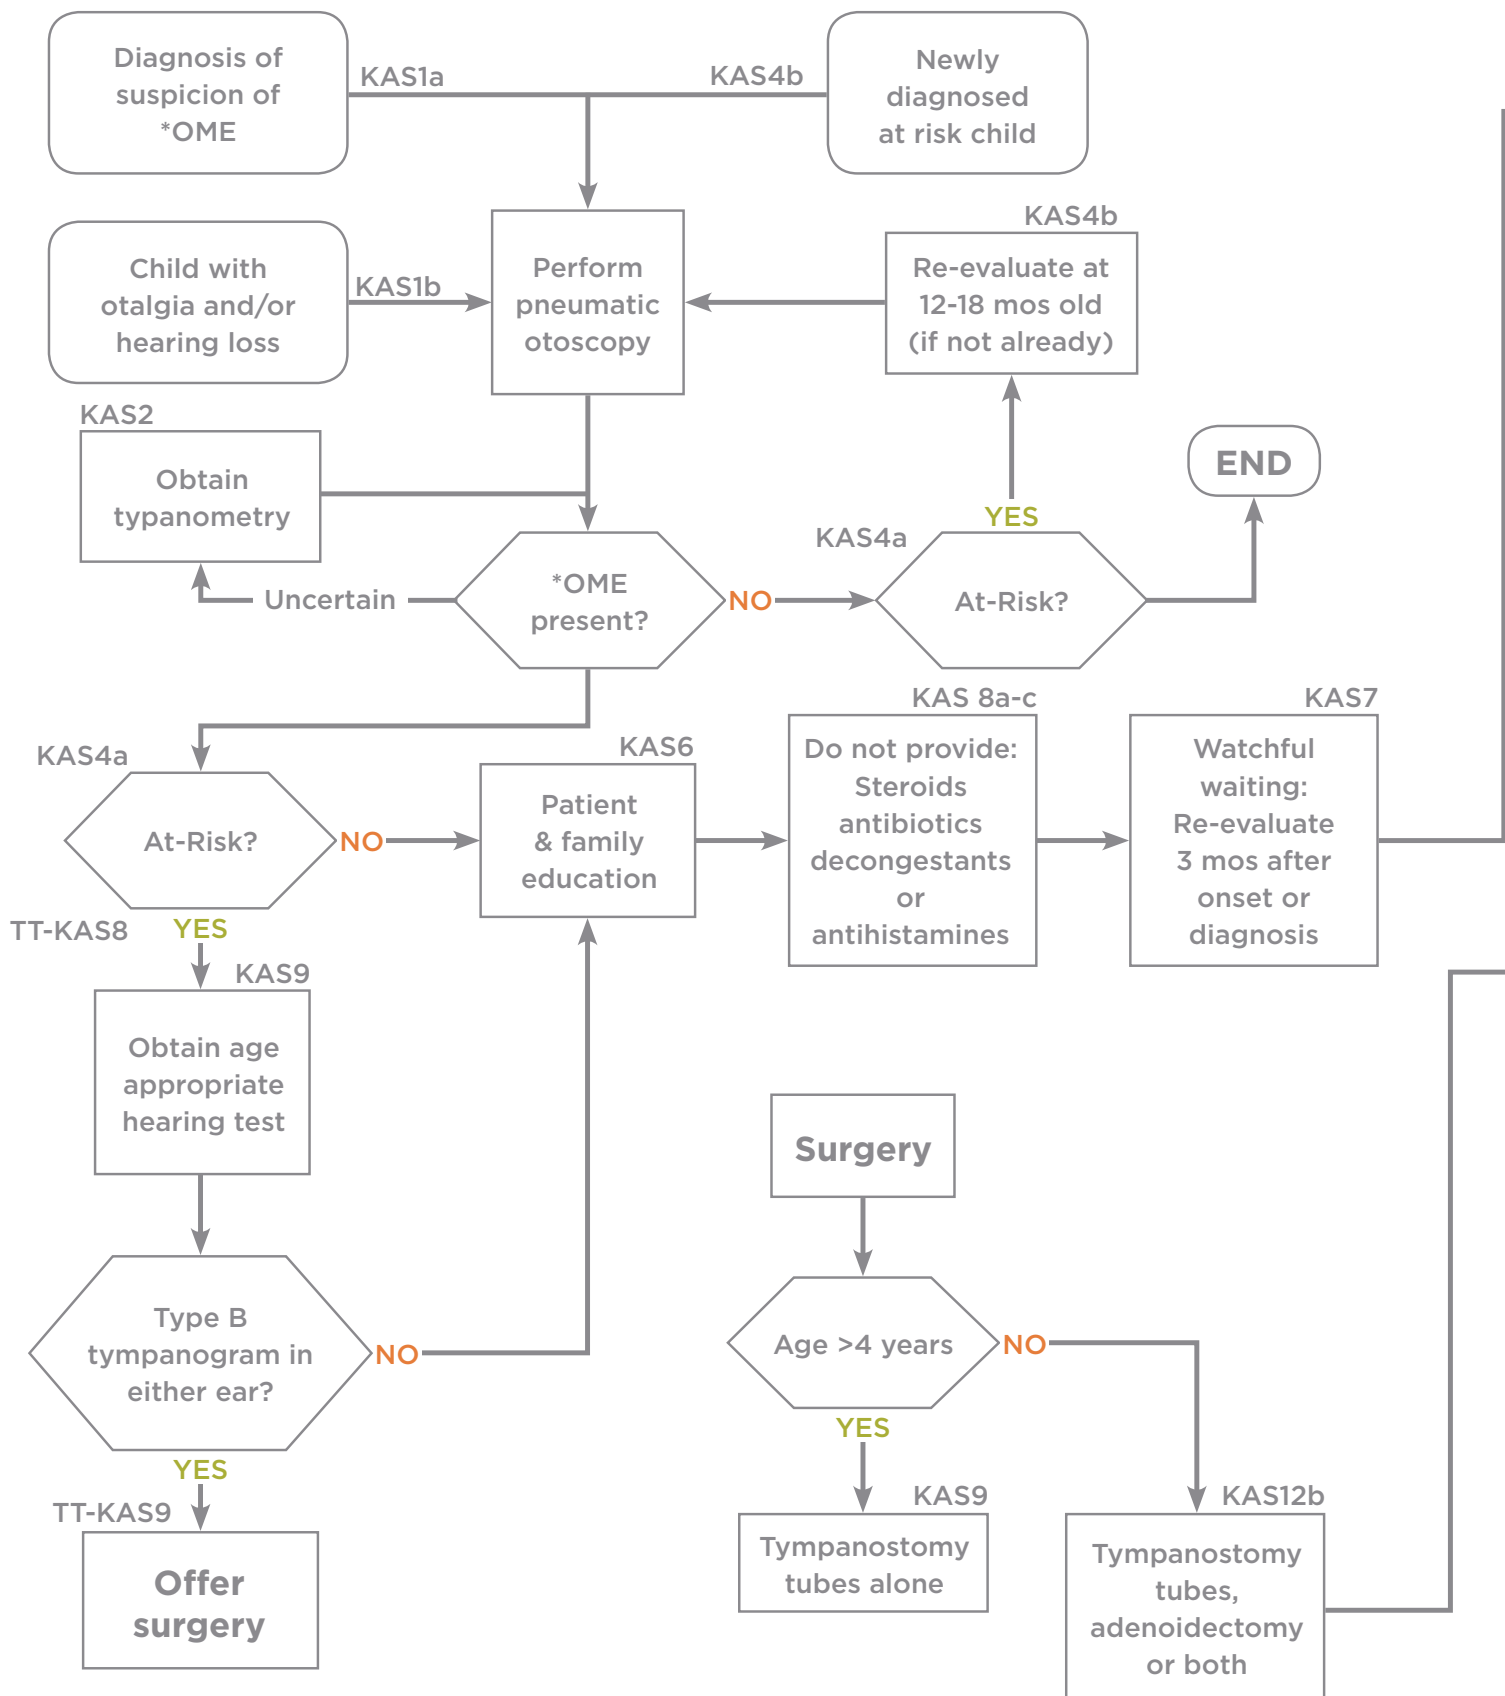 Diagnosis of
suspicion of
*OME
KAS1a
KAS4b
Newly
diagnosed
at risk child
Child with
otalgia and/or
hearing loss
KAS1b
Perform
pneumatic
otoscopy
KAS4b
Re-evaluate at
12-18 mos old
(if not already)
KAS2
Obtain
typanometry
END
Uncertain
*OME
present?
NO
KAS4a
YES
At-Risk?
KAS4a
At-Risk?
NO
KAS6
Patient
& family
education
KAS 8a-c
Do not provide:
Steroids
antibiotics
decongestants
or
antihistamines
KAS7
Watchful
waiting:
Re-evaluate
3 mos after
onset or
diagnosis
TT-KAS8
YES
KAS9
Obtain age
appropriate
hearing test
Type B
tympanogram in
either ear?
NO
YES
TT-KAS9
Offer
surgery
Surgery
Age >4 years
NO
YES
KAS9
Tympanostomy
tubes alone
KAS12b
Tympanostomy
tubes,
adenoidectomy
or both